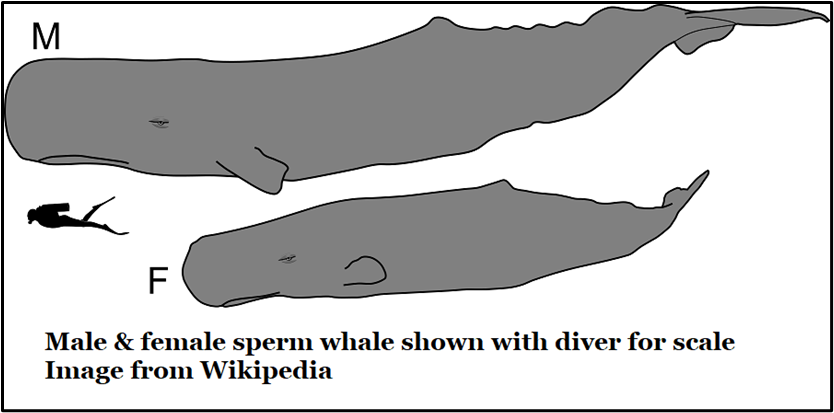 M
F
Male & female sperm whale shown with diver for scale
Image from Wikipedia